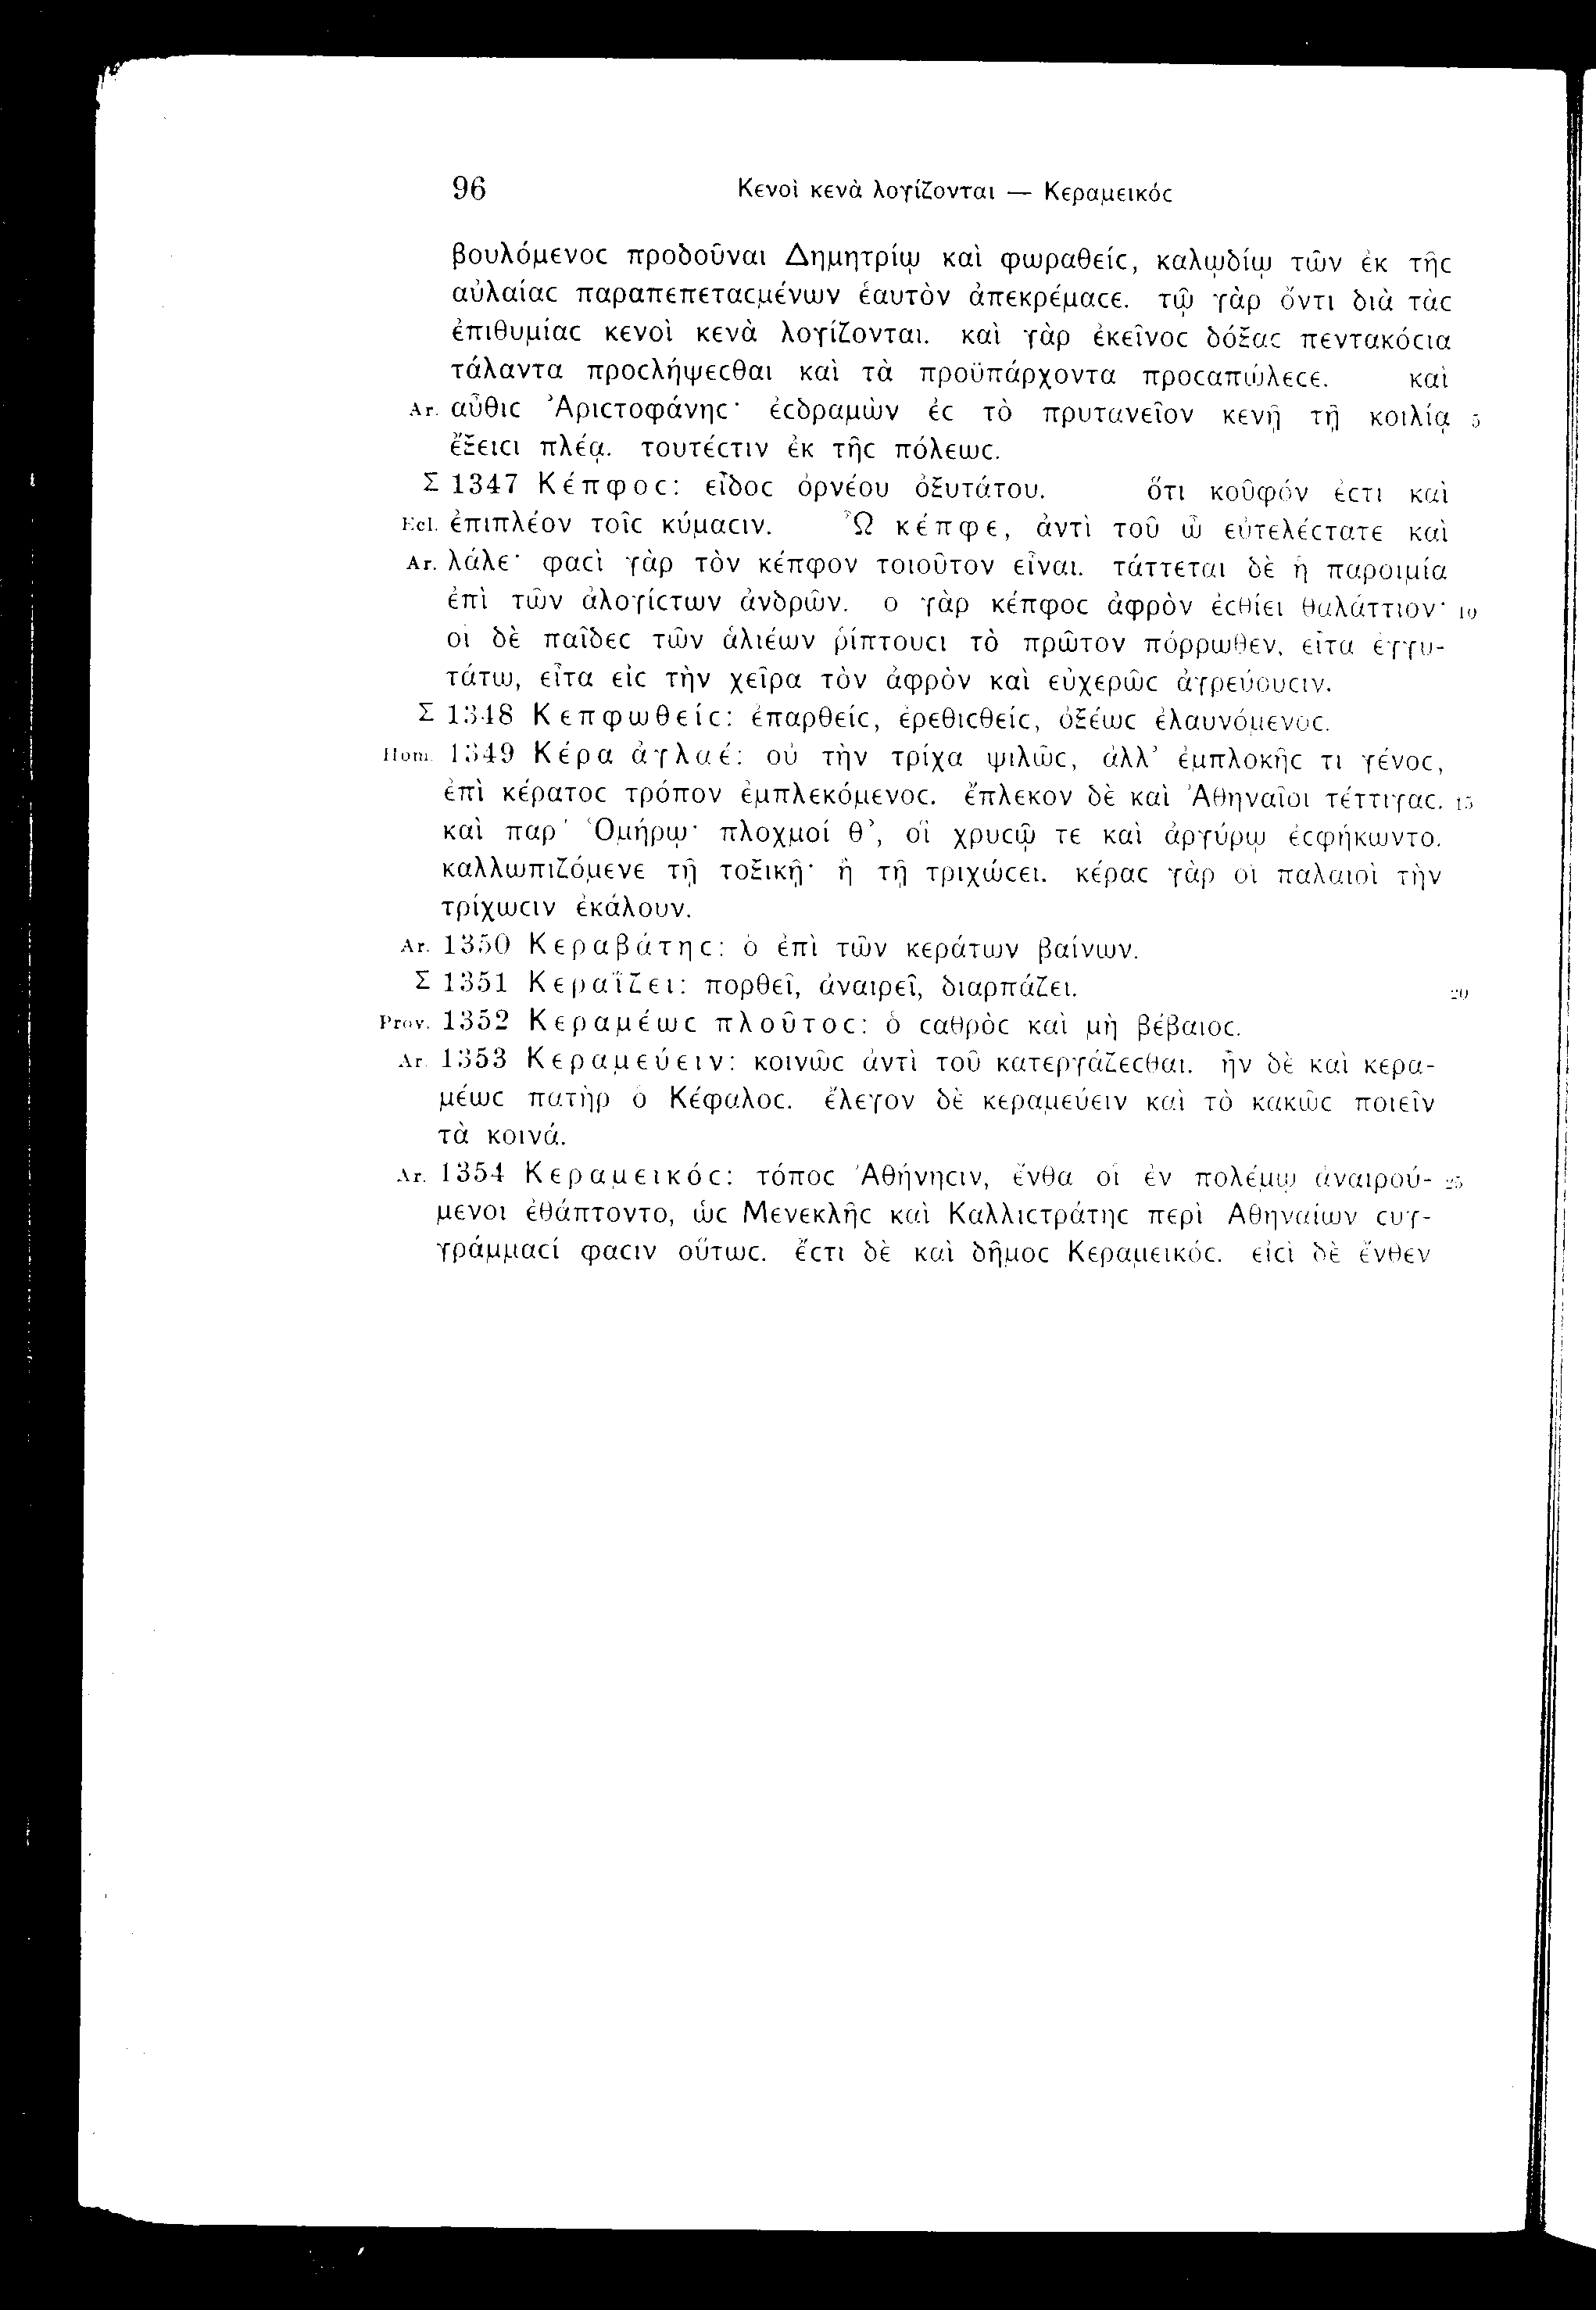 96 Κενοὶ κενὰ λογίζονται — Κεραμεικόϲ
βουλόμενοϲ προδοῦναι Δημητρίῳ καὶ φωραθείϲ, καλῳδίῳ τῶν ἐκ τῆϲ
αὐλαίαϲ παραπεπεταϲμένων ἑαυτὸν ἀπεκρέμαϲε. τῷ γὰρ ὄντι διὰ τὰϲ
ἐπιθυμίαϲ κενοὶ κενὰ λογίζονται. καὶ γὰρ ἐκεῖνοϲ δόξαϲ πεντακόϲια
τάλαντα προϲλήψεϲθαι καὶ τὰ προϋπάρχοντα προϲαπώλεϲε. καὶ
Ar. αὖθιϲ Ἀριϲτοφάνηϲ· ἐϲδραμὼν ἐϲ τὸ πρυτανεῖον κενῇ τῇ κοιλίᾳ 5
ἔξειϲι πλέᾳ. τουτέϲτιν ἐκ τῆϲ πόλεωϲ.
Σ 1347 Κέπφοϲ: εἶδοϲ ὀρνέου ὀξυτάτου. ὅτι κοῦφόν ἐϲτι καὶ
Ecl. ἐπιπλέον τοῖϲ κύμαϲιν. Ὦ κέπφε, ἀντὶ τοῦ ὦ εὐτελέϲτατε καὶ
Ar. λάλε· φαϲὶ γὰρ τὸν κέπφον τοιοῦτον εἶναι. τάττεται δὲ ἡ παροιμία
ἐπὶ τῶν ἀλογίϲτων ἀνδρῶν. ὁ γὰρ κέπφοϲ ἀφρὸν ἐϲθίει θαλάττιον· 10
οἱ δὲ παῖδεϲ τῶν ἁλιέων ῥίπτουϲι τὸ πρῶτον πόρρωθεν, εἶτα ἐγγυ-
τάτω, εἶτα εἰϲ τὴν χεῖρα τὸν ἀφρὸν καὶ εὐχερῶϲ ἀγρεύουϲιν.
Σ 1348 Κεπφωθείϲ: ἐπαρθείϲ, ἐρεθιϲθείϲ, ὀξέωϲ ἐλαυνόμενοϲ.
Hom. 1349 Κέρα ἀγλαέ: οὐ τὴν τρίχα ψιλῶϲ, ἀλλ’ ἐμπλοκῆϲ τι γένοϲ,
ἐπὶ κέρατοϲ τρόπον ἐμπλεκόμενοϲ. ἔπλεκον δὲ καὶ Ἀθηναῖοι τέττιγαϲ. 15
καὶ παρ’ Ὁμήρῳ· πλοχμοί θ’, οἳ χρυϲῷ τε καὶ ἀργύρῳ ἐϲφήκωντο.
καλλωπιζόμενε τῇ τοξικῇ· ἢ τῇ τριχώϲει. κέραϲ γὰρ οἱ παλαιοὶ τὴν
τρίχωϲιν ἐκάλουν.
Ar. 1350 Κεραβάτηϲ: ὁ ἐπὶ τῶν κεράτων βαίνων.
Σ 1351 Κεραΐζει: πορθεῖ, ἀναιρεῖ, διαρπάζει. 20
Prov. 1352 Κεραμέωϲ πλοῦτοϲ: ὁ ϲαθρὸϲ καὶ μὴ βέβαιοϲ.
Ar. 1353 Κεραμεύειν: κοινῶϲ ἀντὶ τοῦ κατεργάζεϲθαι. ἦν δὲ καὶ κερα-
μέωϲ πατὴρ ὁ Κέφαλοϲ. ἔλεγον δὲ κεραμεύειν καὶ τὸ κακῶϲ ποιεῖν
τὰ κοινά.
Ar. 1354 Κεραμεικόϲ: τόποϲ Ἀθήνηϲιν, ἔνθα οἱ ἐν πολέμῳ ἀναιρού- 25
μενοι ἐθάπτοντο, ὡϲ Μενεκλῆϲ καὶ Καλλιϲτράτηϲ περὶ Ἀθηναίων ϲυγ-
γράμμαϲί φαϲιν οὕτωϲ. ἔϲτι δὲ καὶ δῆμοϲ Κεραμεικόϲ. εἰϲὶ δὲ ἔνθεν